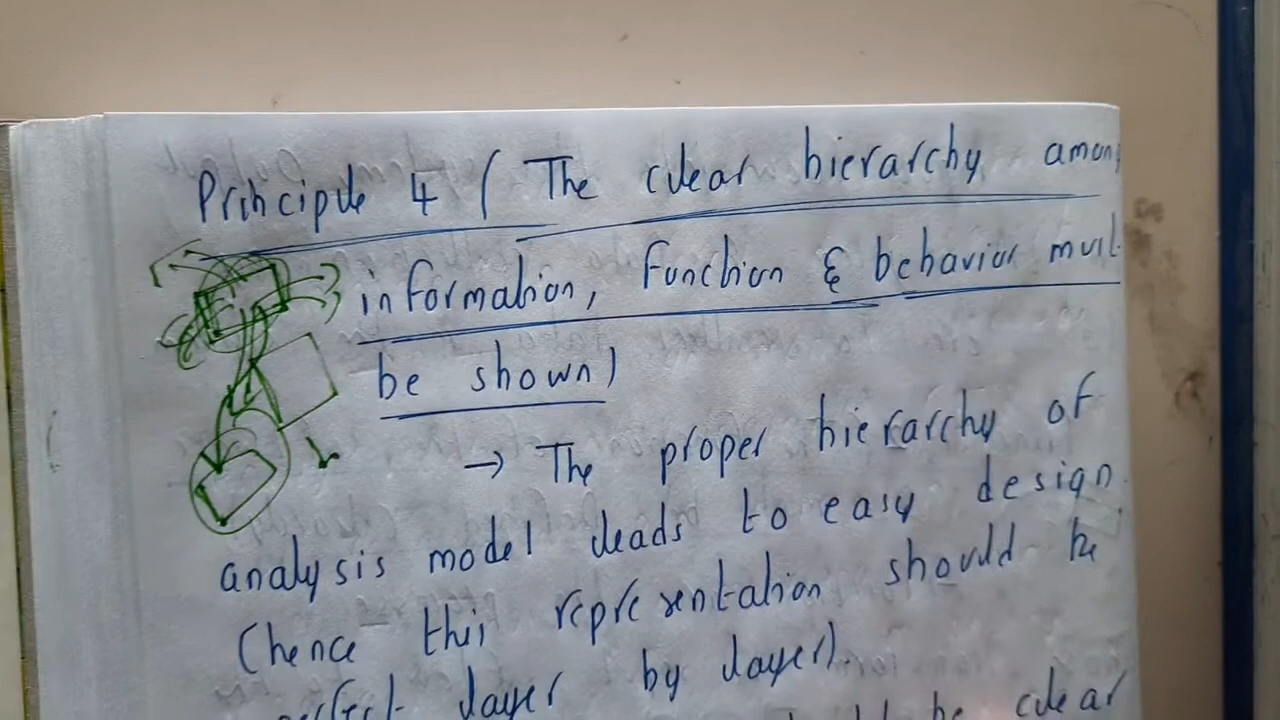 Principle 4 ( The clear hierarchy among
information, Function & behavior must
be shown)
→ The proper hierarchy of
analysis model leads to easy design
(hence this representation should be
perfect layer by layer).
be clear